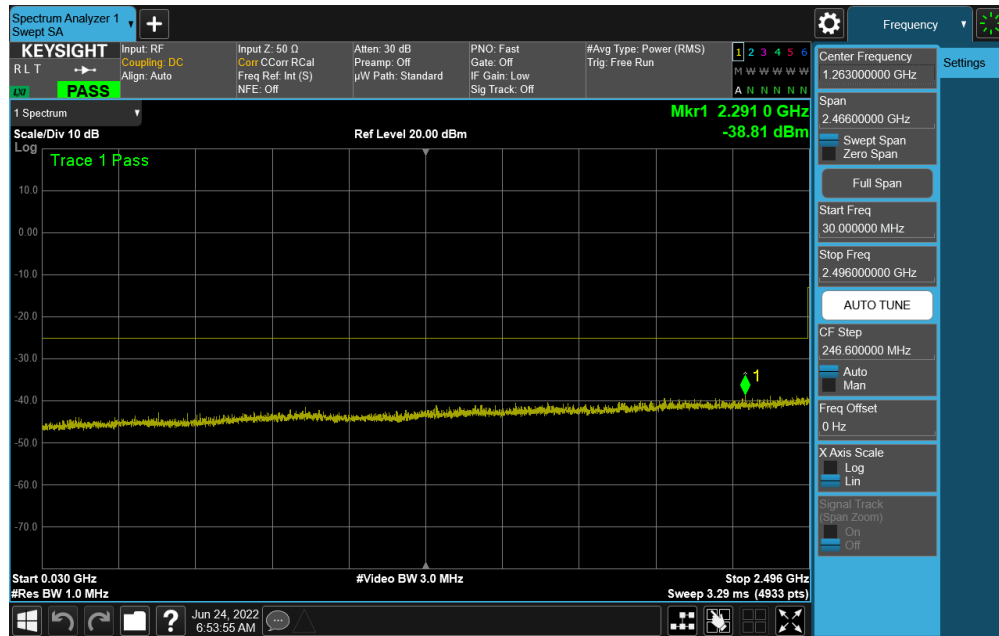 Spectrum Analyzer 1
Swept SA
+
Frequency
KEYSIGHT
R L T
LXI
PASS
Input: RF
Coupling: DC
Align: Auto
Input Z: 50 Ω
Corr CCorr RCal
Freq Ref: Int (S)
NFE: Off
Atten: 30 dB
Preamp: Off
µW Path: Standard
PNO: Fast
Gate: Off
IF Gain: Low
Sig Track: Off
#Avg Type: Power (RMS)
Trig: Free Run
1 2 3 4 5 6
M W W W W W
A N N N N N
1 Spectrum
Scale/Div 10 dB
Log
Ref Level 20.00 dBm
Mkr1 2.291 0 GHz
-38.81 dBm
Trace 1 Pass
10.0
0.00
-10.0
-20.0
-30.0
-40.0
-50.0
-60.0
-70.0
1
Start 0.030 GHz
#Res BW 1.0 MHz
#Video BW 3.0 MHz
Stop 2.496 GHz
Sweep 3.29 ms (4933 pts)
Center Frequency
1.263000000 GHz
Settings
Span
2.46600000 GHz
Swept Span
Zero Span
Full Span
Start Freq
30.000000 MHz
Stop Freq
2.496000000 GHz
AUTO TUNE
CF Step
246.600000 MHz
Auto
Man
Freq Offset
0 Hz
X Axis Scale
Log
Lin
Signal Track
(Span Zoom)
On
Off
?
Jun 24, 2022
6:53:55 AM